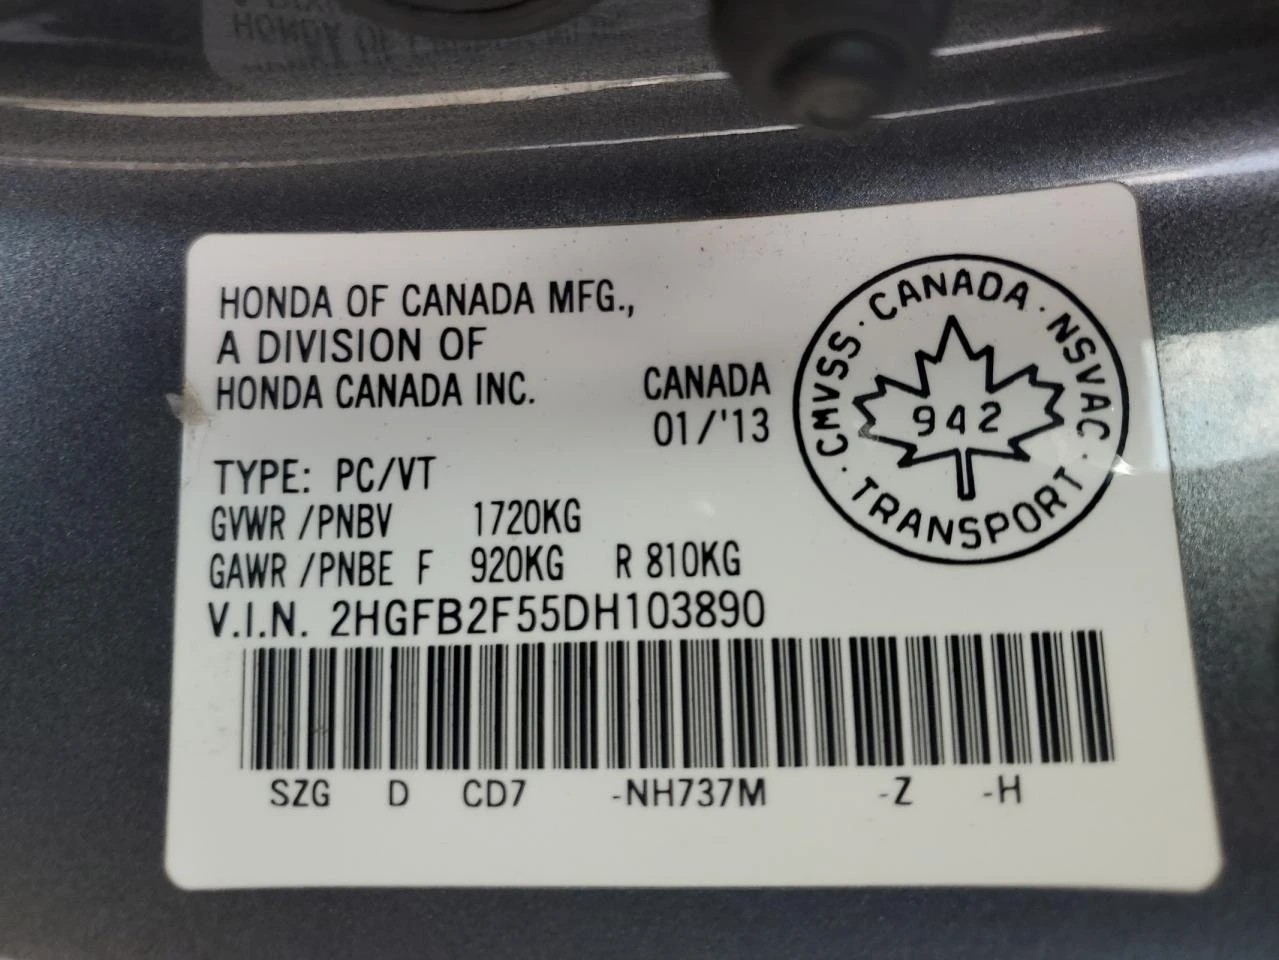 HONDA OF CANADA MFG.,
A DIVISION OF
HONDA CANADA INC. CANADA
01/'13
TYPE: PC/VT
GVWR /PNBV 1720KG
GAWR /PNBE F 920KG R 810KG
V.I.N. 2HGFB2F55DH103890
SZG D CD7 -NH737M -Z -H
CMVSS · CANADA · NSVAC · TRANSPORT ·
942